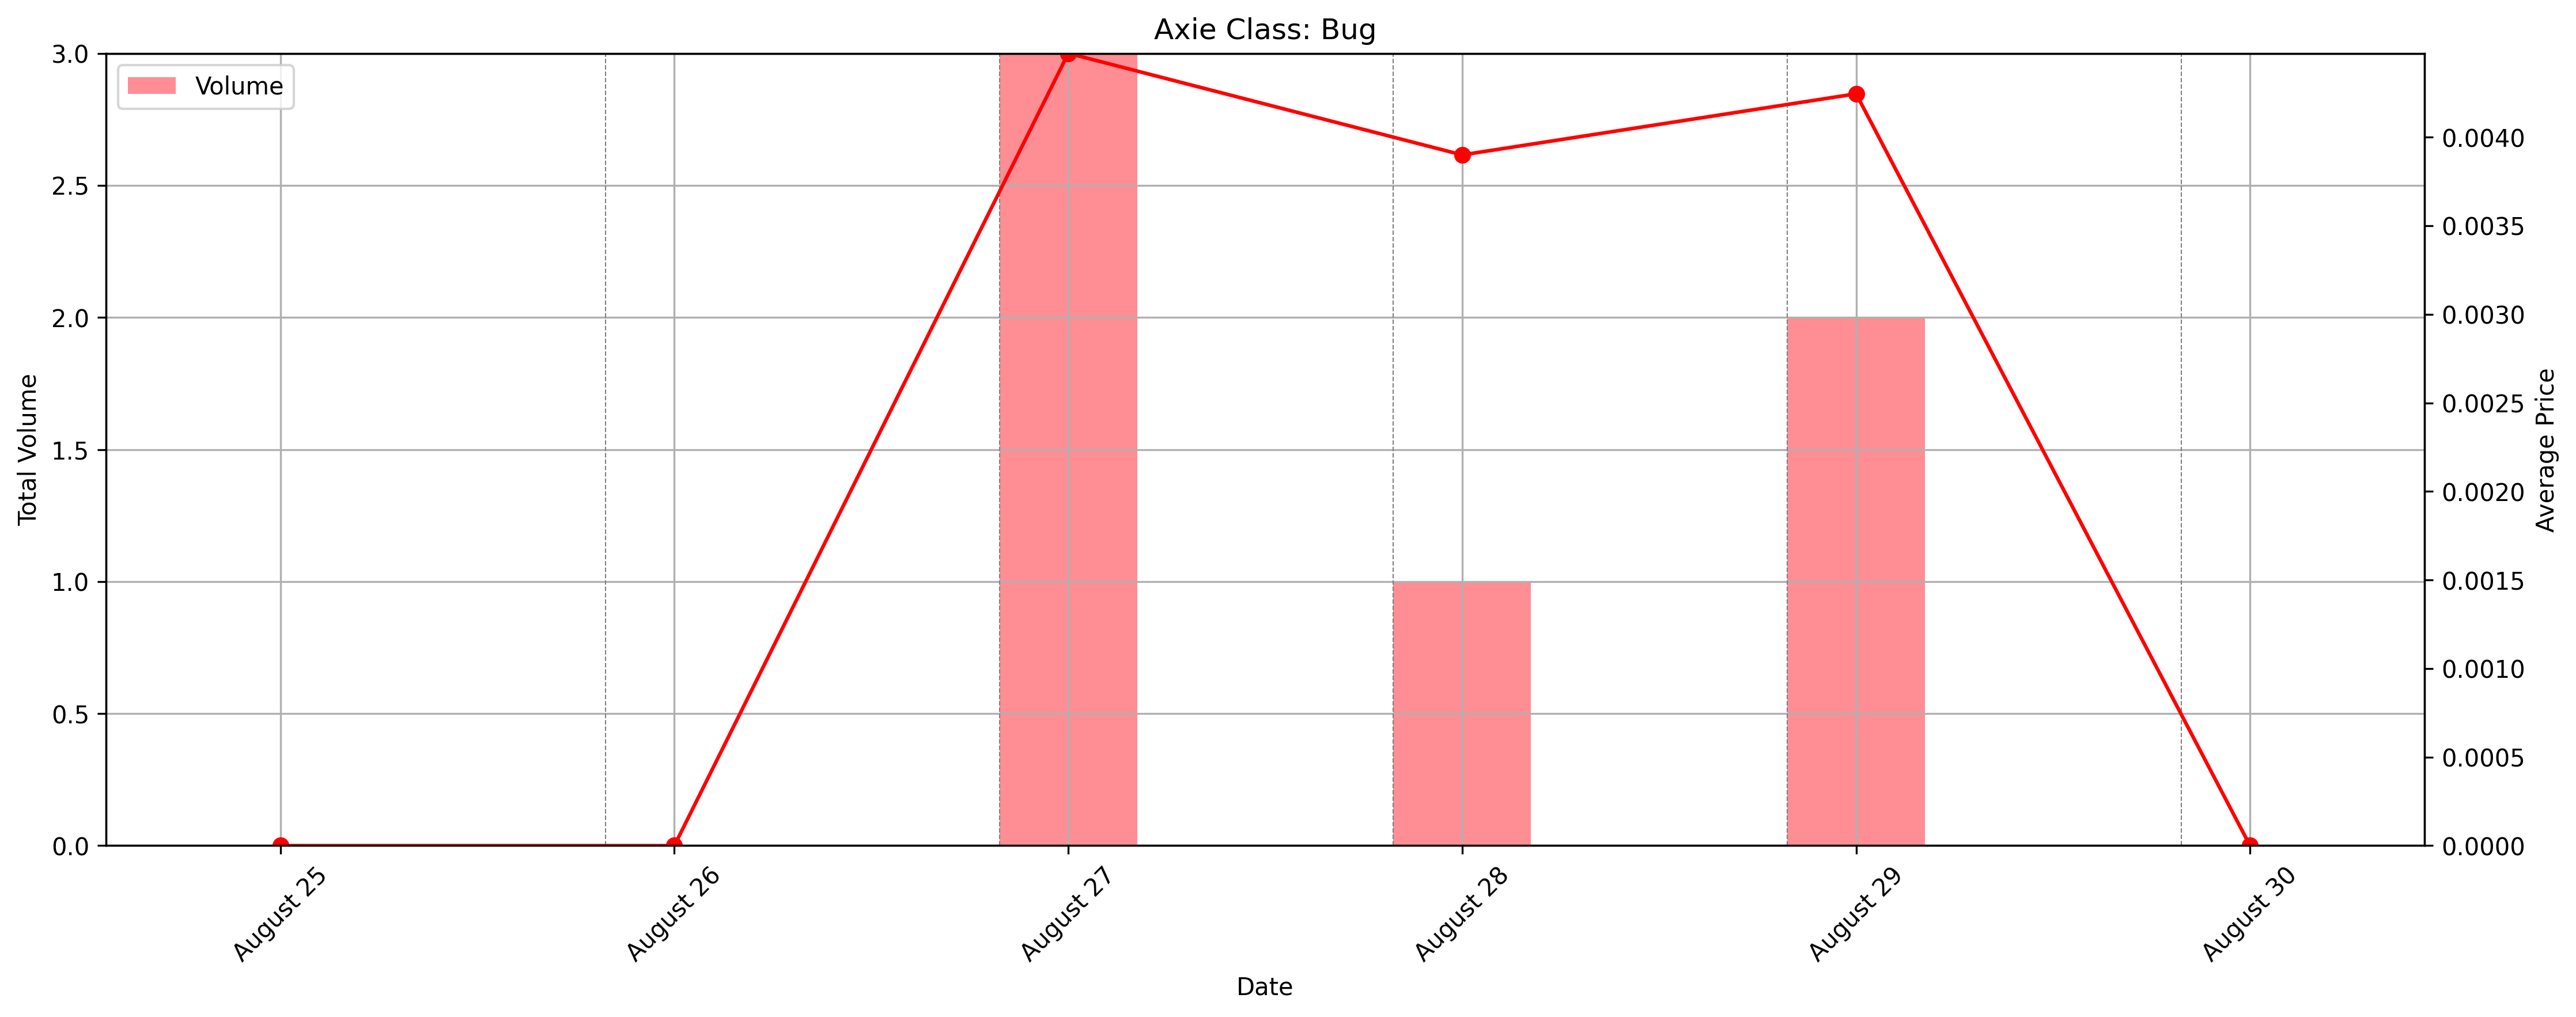 Axie Class: Bug
Volume
Total Volume
3.0
2.5
2.0
1.5
1.0
0.5
0.0
0.0040
0.0035
0.0030
0.0025
0.0020
0.0015
0.0010
0.0005
0.0000
Average Price
August 25
August 26
August 27
August 28
August 29
August 30
Date